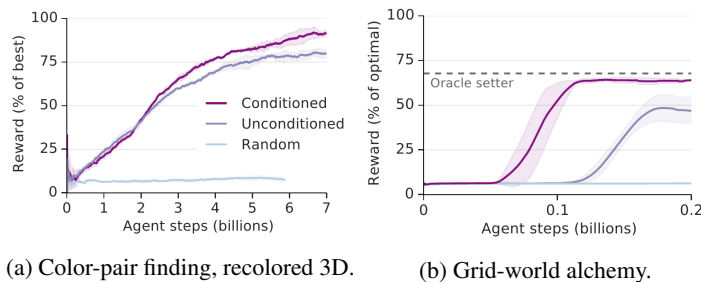 100
75
50
25
0
Reward (% of best)
Conditioned
Unconditioned
Random
0 1 2 3 4 5 6 7
Agent steps (billions)
(a) Color-pair finding, recolored 3D.
100
75
50
25
0
Reward (% of optimal)
Oracle setter
0 0.1 0.2
Agent steps (billions)
(b) Grid-world alchemy.